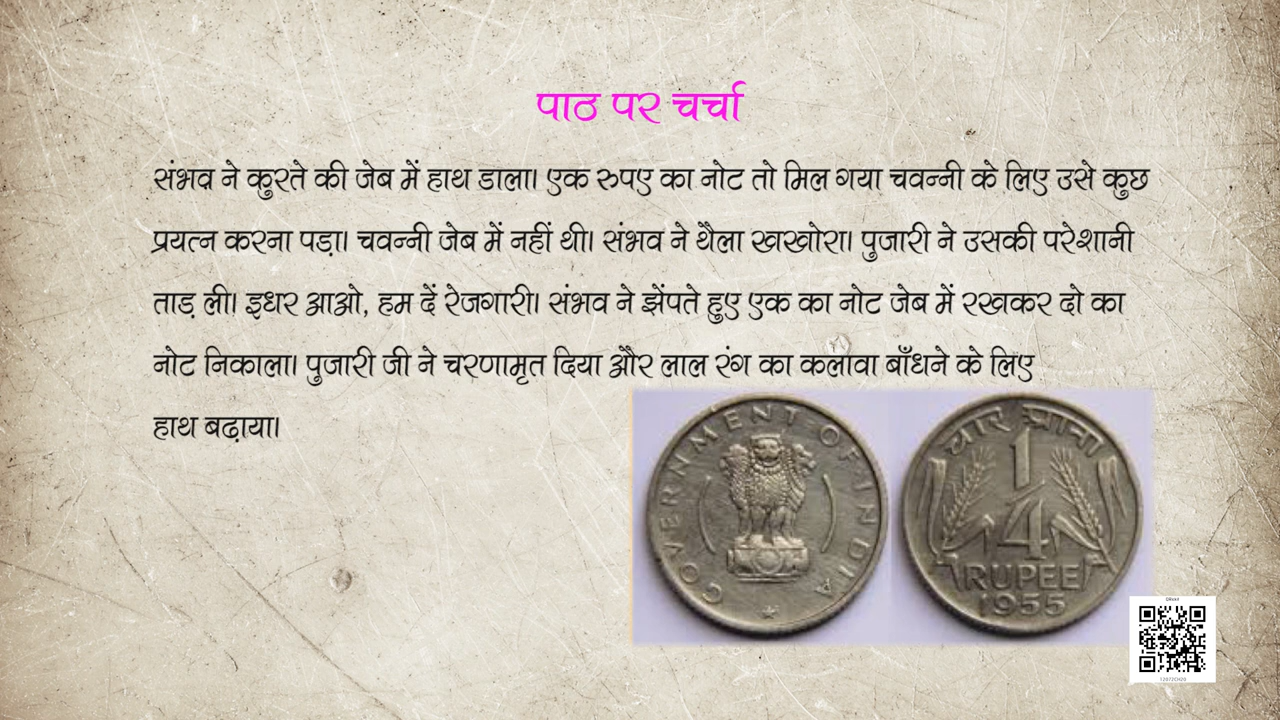 पाठ पर चर्चा
संभव ने कुरते की जेब में हाथ डाला। एक रुपए का नोट तो मिल गया चवन्नी के लिए उसे कुछ
प्रयत्न करना पड़ा। चवन्नी जेब में नहीं थी। संभव ने थैला खखोरा। पुजारी ने उसकी परेशानी
ताड़ ली। इधर आओ, हम दें रेजगारी। संभव ने झेंपते हुए एक का नोट जेब में रखकर दो का
नोट निकाला। पुजारी जी ने चरणामृत दिया और लाल रंग का कलावा बाँधने के लिए
हाथ बढ़ाया।
GOVERNMENT OF INDIA
चार आना
1/4
RUPEE
1955
12072CH20